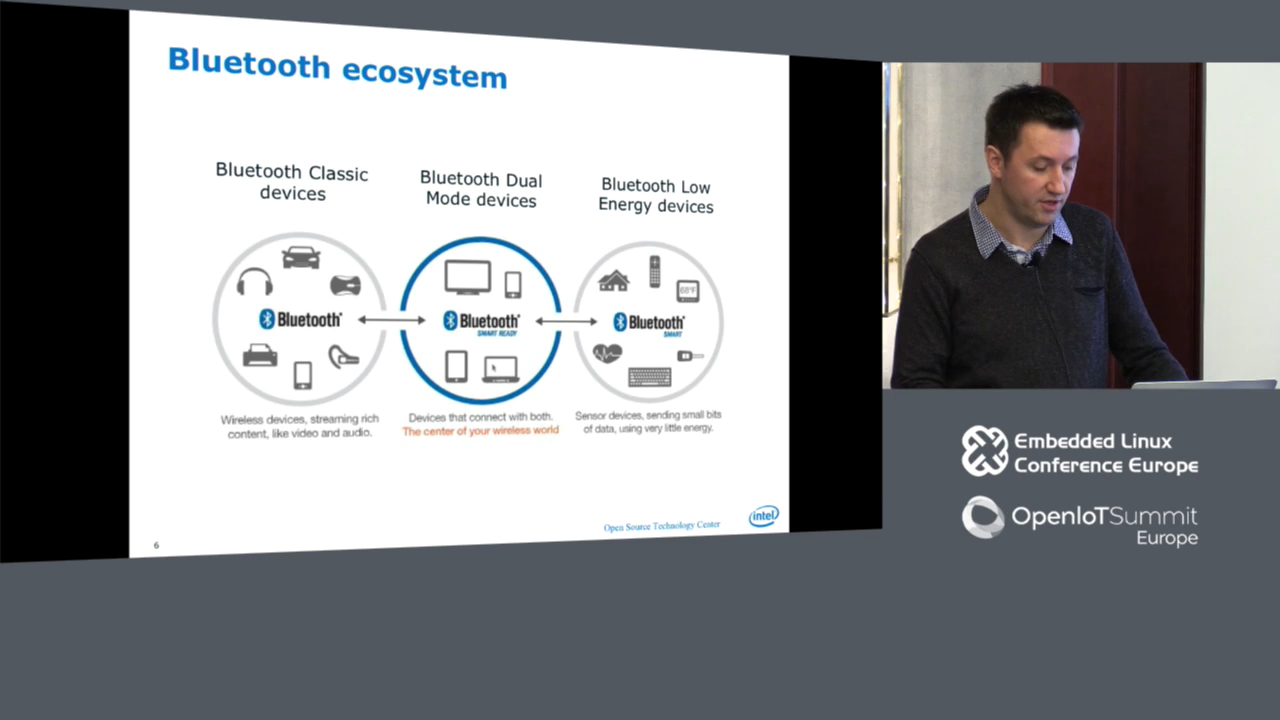 Bluetooth ecosystem
Bluetooth Classic
devices
Bluetooth Dual
Mode devices
Bluetooth Low
Energy devices
68°F
Bluetooth®
Bluetooth®
SMART READY
Bluetooth®
SMART
Wireless devices, streaming rich
content, like video and audio.
Devices that connect with both.
The center of your wireless world
Sensor devices, sending small bits
of data, using very little energy.
Open Source Technology Center
intel
6
Embedded Linux
Conference Europe
OpenIoTSummit
Europe